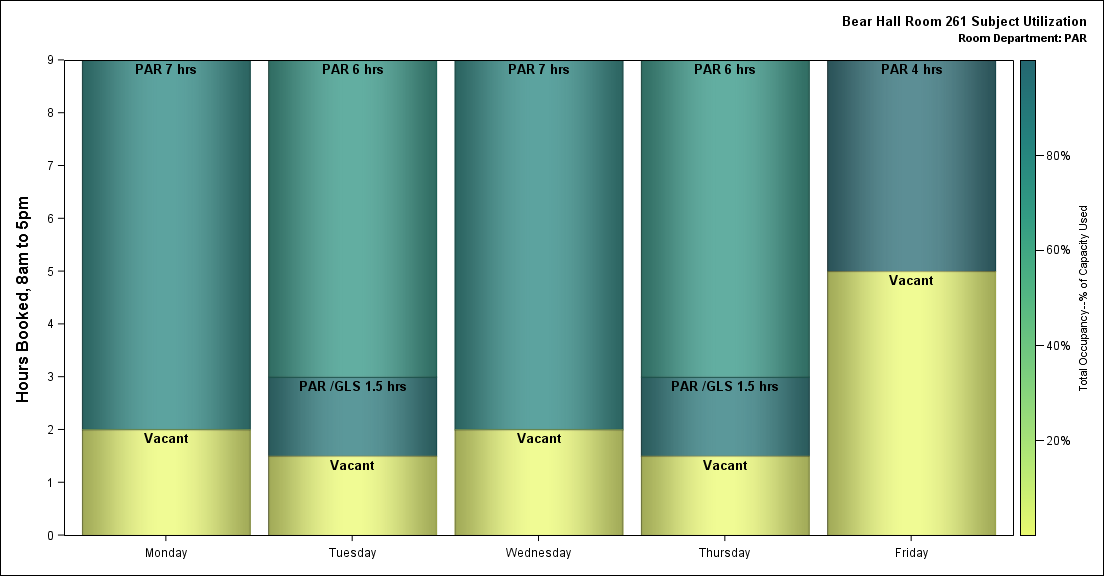 Bear Hall Room 261 Subject Utilization
Room Department: PAR
Hours Booked, 8am to 5pm
9
8
7
6
5
4
3
2
1
0
PAR 7 hrs
Vacant
PAR 6 hrs
PAR /GLS 1.5 hrs
Vacant
PAR 7 hrs
Vacant
PAR 6 hrs
PAR /GLS 1.5 hrs
Vacant
PAR 4 hrs
Vacant
Monday
Tuesday
Wednesday
Thursday
Friday
80%
60%
40%
20%
Total Occupancy--% of Capacity Used